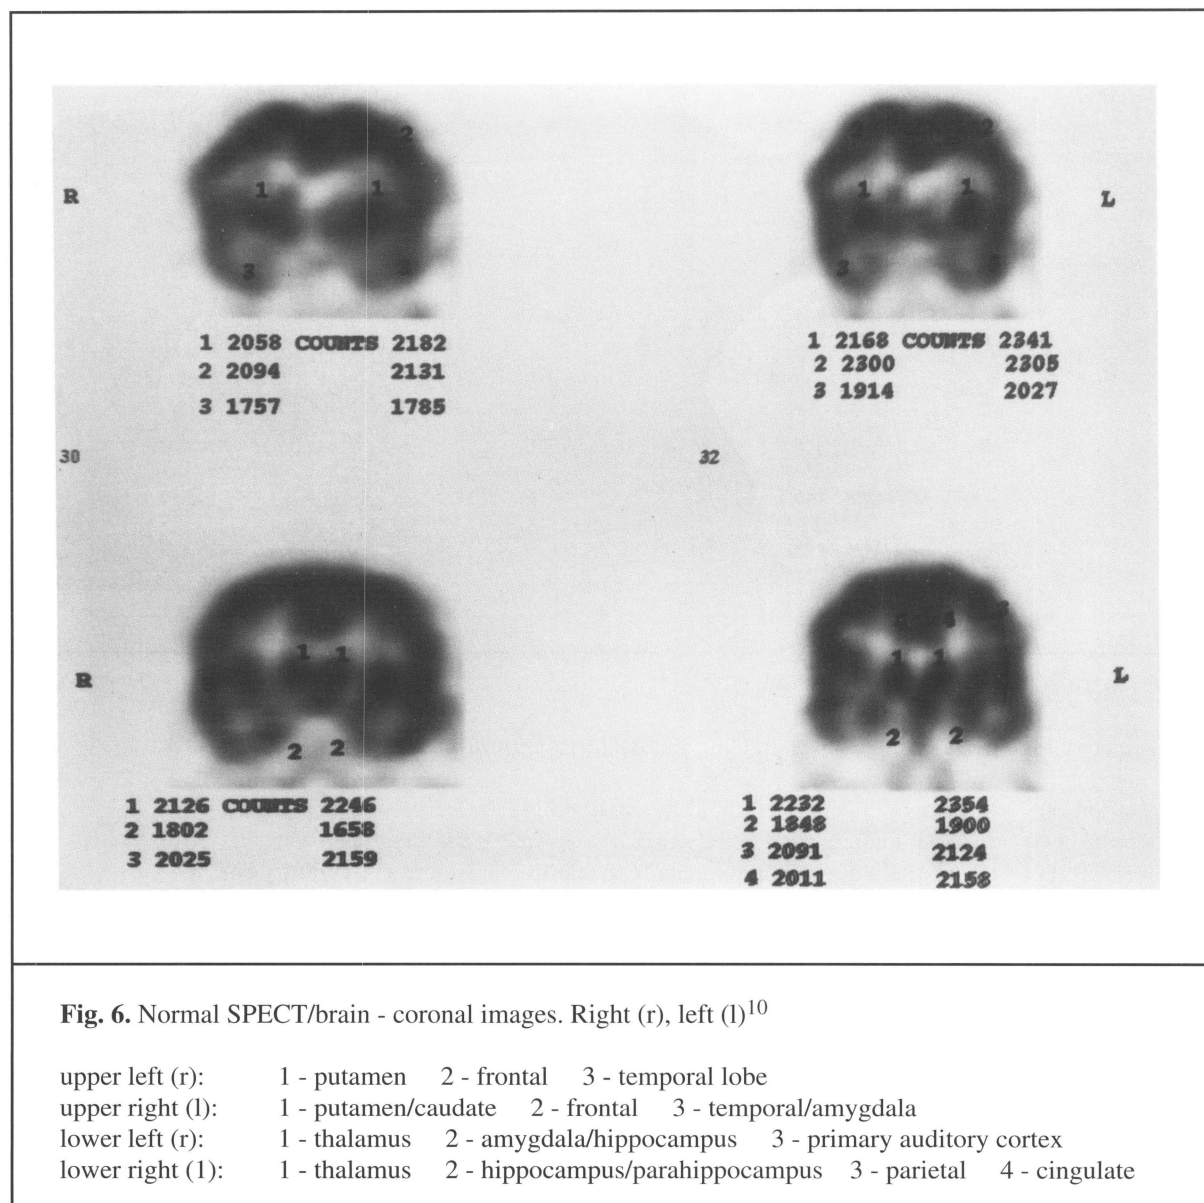 2
1
1
R
3
3
1 2058 COUNTS 2182
2 2094 2131
3 1757 1785
2
1
1
L
3
3
1 2168 COUNTS 2341
2 2300 2305
3 1914 2027
30
32
1 1
R
2 2
1 2126 COUNTS 2246
2 1802 1658
3 2025 2159
4 4 3
1 1
L
2 2
1 2232 2354
2 1848 1900
3 2091 2124
4 2011 2158
Fig. 6. Normal SPECT/brain - coronal images. Right (r), left (l)10
upper left (r): 1 - putamen 2 - frontal 3 - temporal lobe
upper right (l): 1 - putamen/caudate 2 - frontal 3 - temporal/amygdala
lower left (r): 1 - thalamus 2 - amygdala/hippocampus 3 - primary auditory cortex
lower right (1): 1 - thalamus 2 - hippocampus/parahippocampus 3 - parietal 4 - cingulate